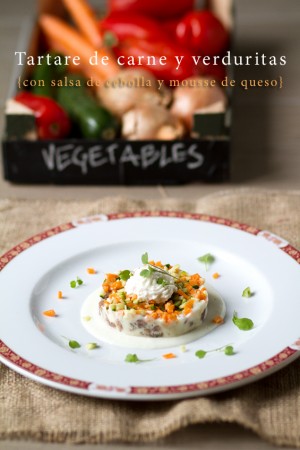 Tartare de carne y verduritas
{con salsa de cebolla y mousse de queso}
VEGETABLES